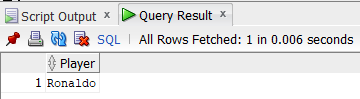 Script Output x Query Result x
SQL | All Rows Fetched: 1 in 0.006 seconds
Player
1 Ronaldo